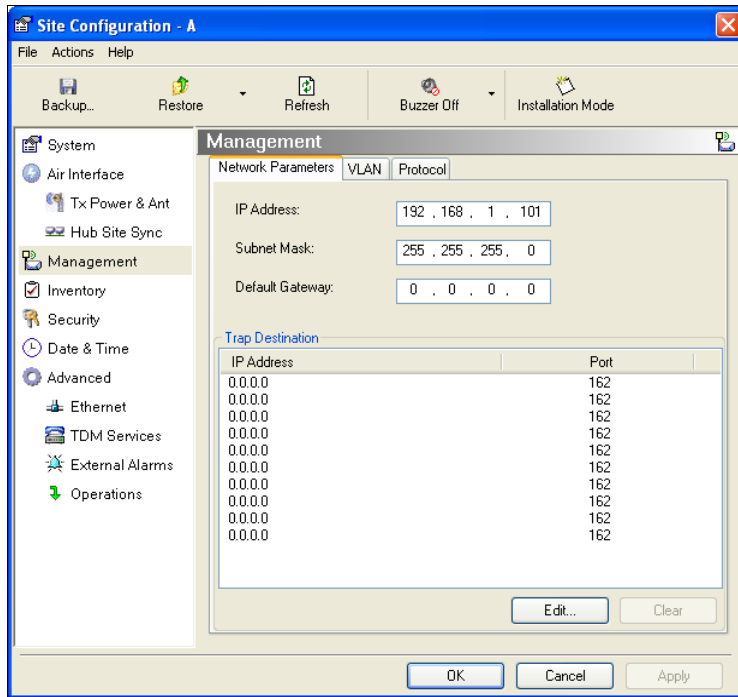 Site Configuration - A
File Actions Help
Backup... Restore Refresh Buzzer Off Installation Mode
System
Air Interface
Tx Power & Ant
Hub Site Sync
Management
Inventory
Security
Date & Time
Advanced
Ethernet
TDM Services
External Alarms
Operations
Management
Network Parameters VLAN Protocol
IP Address: 192 . 168 . 1 . 101
Subnet Mask: 255 . 255 . 255 . 0
Default Gateway: 0 . 0 . 0 . 0
Trap Destination
IP Address Port
0.0.0.0 162
0.0.0.0 162
0.0.0.0 162
0.0.0.0 162
0.0.0.0 162
0.0.0.0 162
0.0.0.0 162
0.0.0.0 162
0.0.0.0 162
0.0.0.0 162
Edit... Clear
OK Cancel Apply